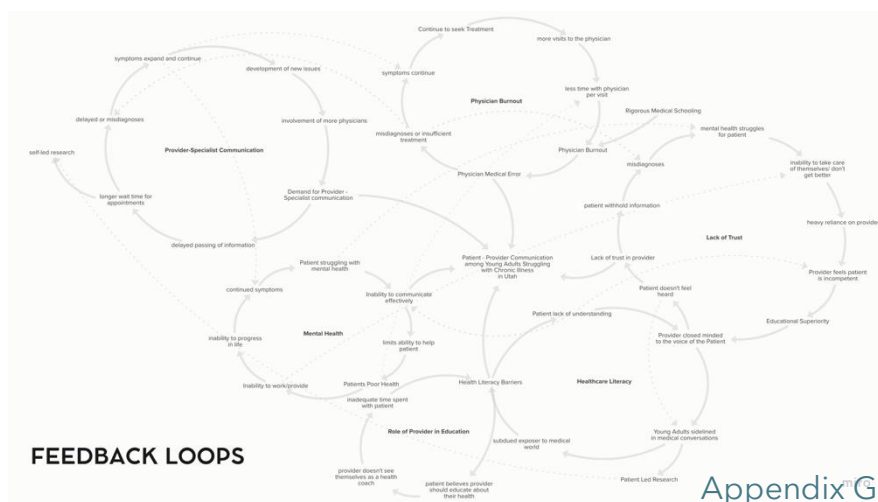 Continue to seek Treatment
more visits to the physician
symptoms expand and continue
development of new issues
symptoms continue
Physician Burnout
less time with physician
per visit
Rigorous Medical Schooling
delayed or misdiagnoses
involvement of more physicians
misdiagnoses or insufficient
treatment
mental health struggles
for patient
self-led research
Provider-Specialist Communication
Physician Burnout
misdiagnoses
inability to take care
of themselves/ don't
get better
Physician Medical Error
longer wait time for
appointments
Demand for Provider -
Specialist communication
patient withhold information
heavy reliance on provide
Lack of Trust
delayed passing of information
Patient struggling with
mental health
Patient - Provider Communication
among Young Adults Struggling
with Chronic Illness
in Utah
Lack of trust in provider
Provider feels patient
is incompetent
continued symptoms
Inability to communicate
effectively
Patient doesn't feel
heard
Patient lack of understanding
Educational Superiority
inability to progress
in life
Mental Health
limits ability to help
patient
Provider closed minded
to the voice of the Patient
Inability to work/provide
Patients Poor Health
Health Literacy Barriers
Healthcare Literacy
inadequate time spent
with patient
Role of Provider in Education
subdued exposer to medical
world
Young Adults sidelined
in medical conversations
FEEDBACK LOOPS
provider doesn't see
themselves as a health
coach
patient believes provider
should educate about
their health
Patient Led Research
miro
Appendix G